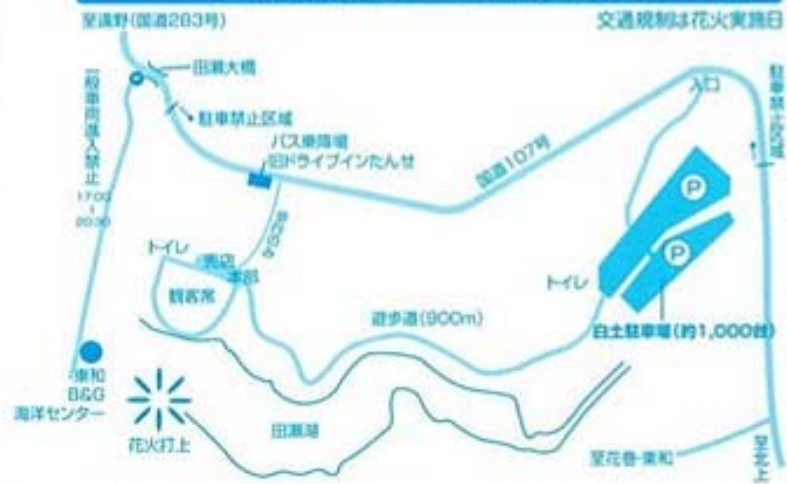 至遠野(国道283号)
交通規制は花火実施日
田瀬大橋
駐車禁止区域
一般車両進入禁止
17:00
20:30
バス乗降場
旧ドライブインたんせ
国道107号
入口
駐車禁止区域
P
P
トイレ
売店
本部
観客席
トイレ
遊歩道(900m)
白土駐車場(約1,000台)
東和
B&G
海洋センター
花火打上
田瀬湖
至花巻・東和
至北上